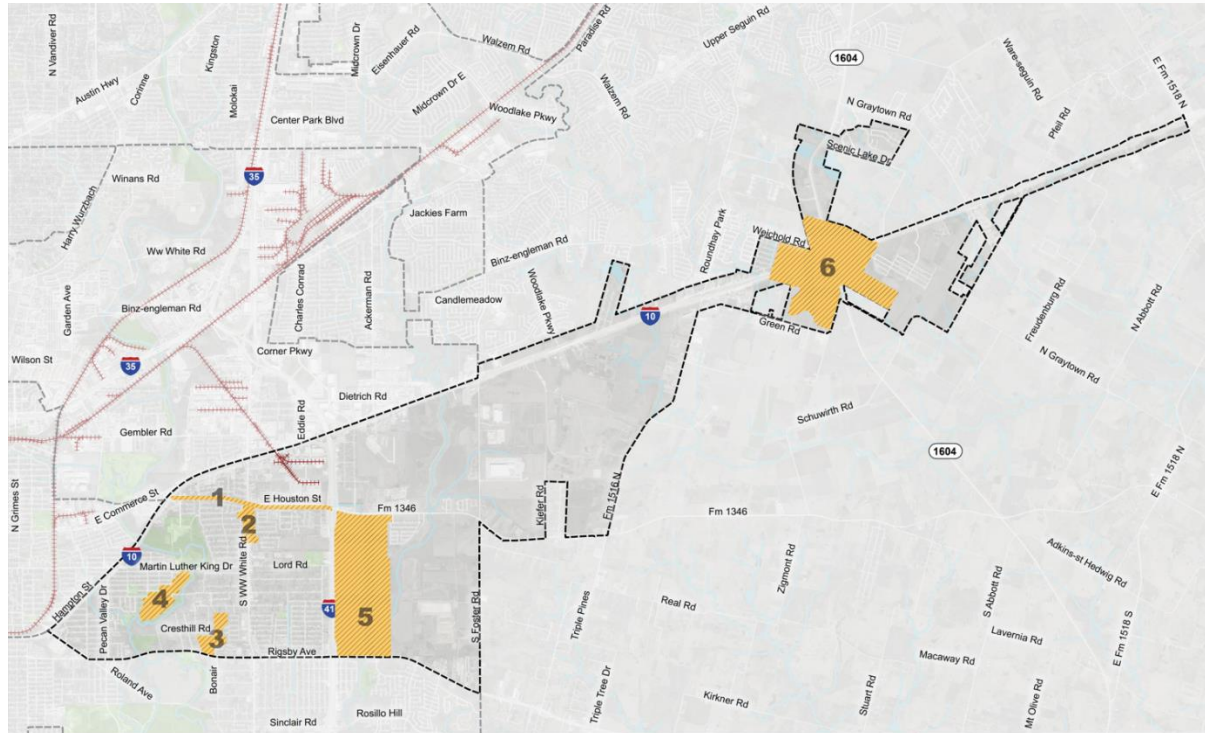 N Vandiver Rd
Kingston
Corinne
Austin Hwy
Molokai
Midcrown Dr
Eisenhauer Rd
Walzem Rd
Paradise Rd
Upper Seguin Rd
Midcrown Dr E
Walzem Rd
1604
Ware-seguin Rd
E Fm 1518 N
Center Park Blvd
Woodlake Pkwy
N Graytown Rd
Pfeil Rd
Scenic Lake Dr
Winans Rd
35
Harry Wurzbach
Jackies Farm
Roundhay Park
Weichold Rd
Ww White Rd
Binz-engleman Rd
6
Garden Ave
Binz-engleman Rd
Charles Conrad
Ackerman Rd
Candlemeadow
Woodlake Pkwy
10
Green Rd
Freudenburg Rd
N Abbott Rd
Wilson St
35
Corner Pkwy
N Graytown Rd
Dietrich Rd
Eddie Rd
Schuwirth Rd
Gembler Rd
1604
E Fm 1518 N
N Grimes St
E Commerce St
1
E Houston St
Fm 1346
Kiefer Rd
Fm 1516 N
Fm 1346
2
S WW White Rd
10
Martin Luther King Dr
Lord Rd
Zigmont Rd
Adkins-st Hedwig Rd
Hampton St
Pecan Valley Dr
4
41
5
S Foster Rd
Triple Pines
Real Rd
S Abbott Rd
Cresthill Rd
3
Lavernia Rd
E Fm 1518 S
Rigsby Ave
Macaway Rd
Roland Ave
Bonair
Triple Tree Dr
Kirkner Rd
Stuart Rd
Mt Olive Rd
Sinclair Rd
Rosillo Hill